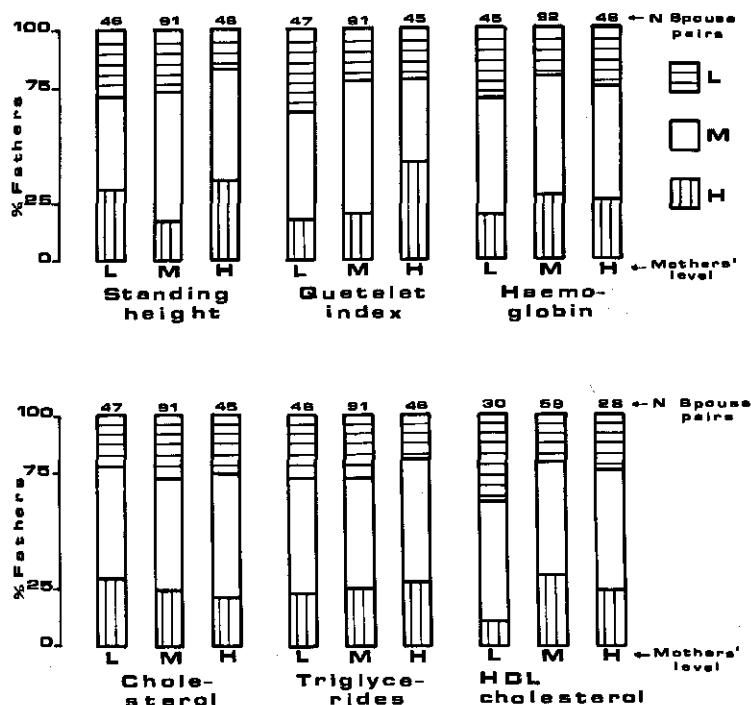 46 91 46 47 91 45 45 92 46 ← N Spouse
pairs
100
75
25
0
% Fathers
L
M
H
L M H L M H L M H ← Mothers'
level
Standing
height
Quetelet
index
Haemo-
globin
47 91 45 46 91 46 30 59 28 ← N Spouse
pairs
100
75
25
0
% Fathers
L M H L M H L M H ← Mothers'
level
Chole-
sterol
Triglyce-
rides
HDL
cholesterol